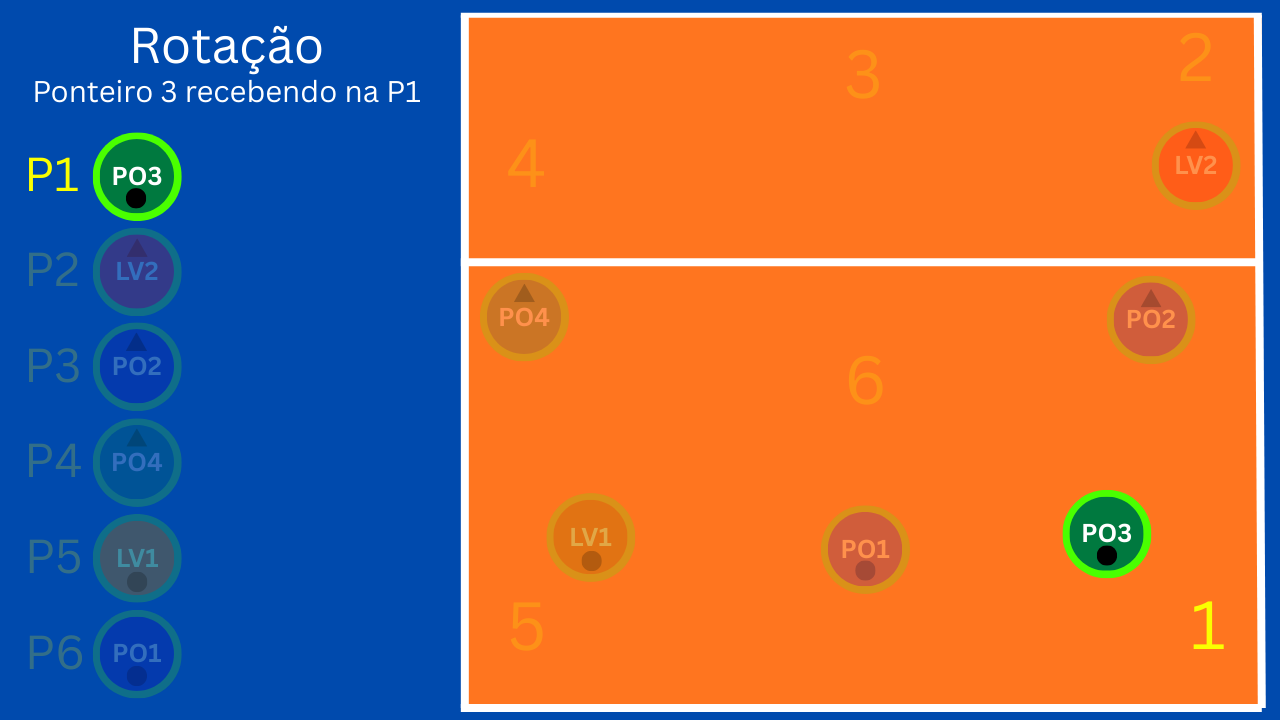 Rotação
Ponteiro 3 recebendo na P1
P1 PO3
P2 LV2
P3 PO2
P4 PO4
P5 LV1
P6 PO1
2
3
4
LV2
PO4
PO2
6
LV1
PO1
PO3
5
1